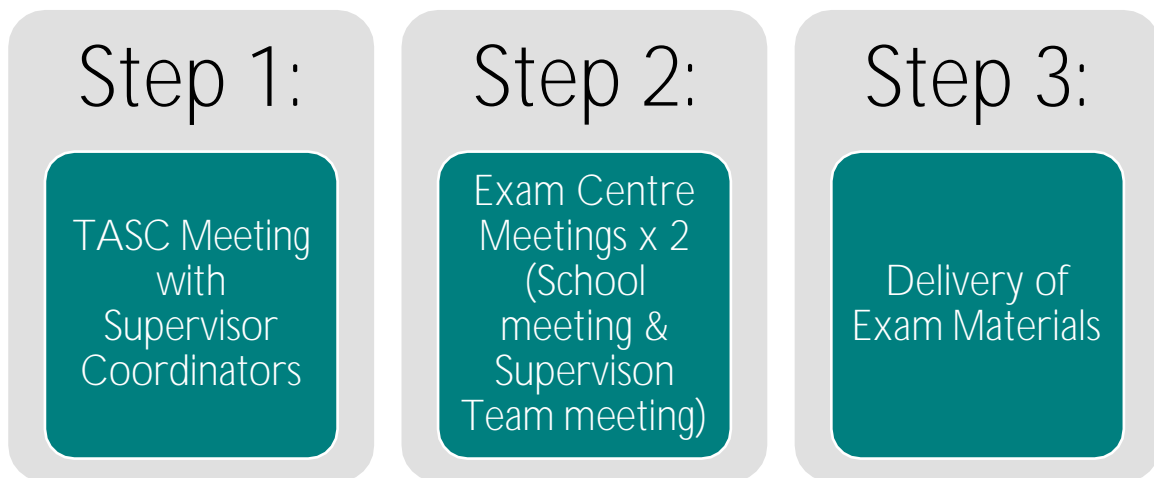 Step 1:
TASC Meeting
with
Supervisor
Coordinators
Step 2:
Exam Centre
Meetings x 2
(School
meeting &
Supervison
Team meeting)
Step 3:
Delivery of
Exam Materials